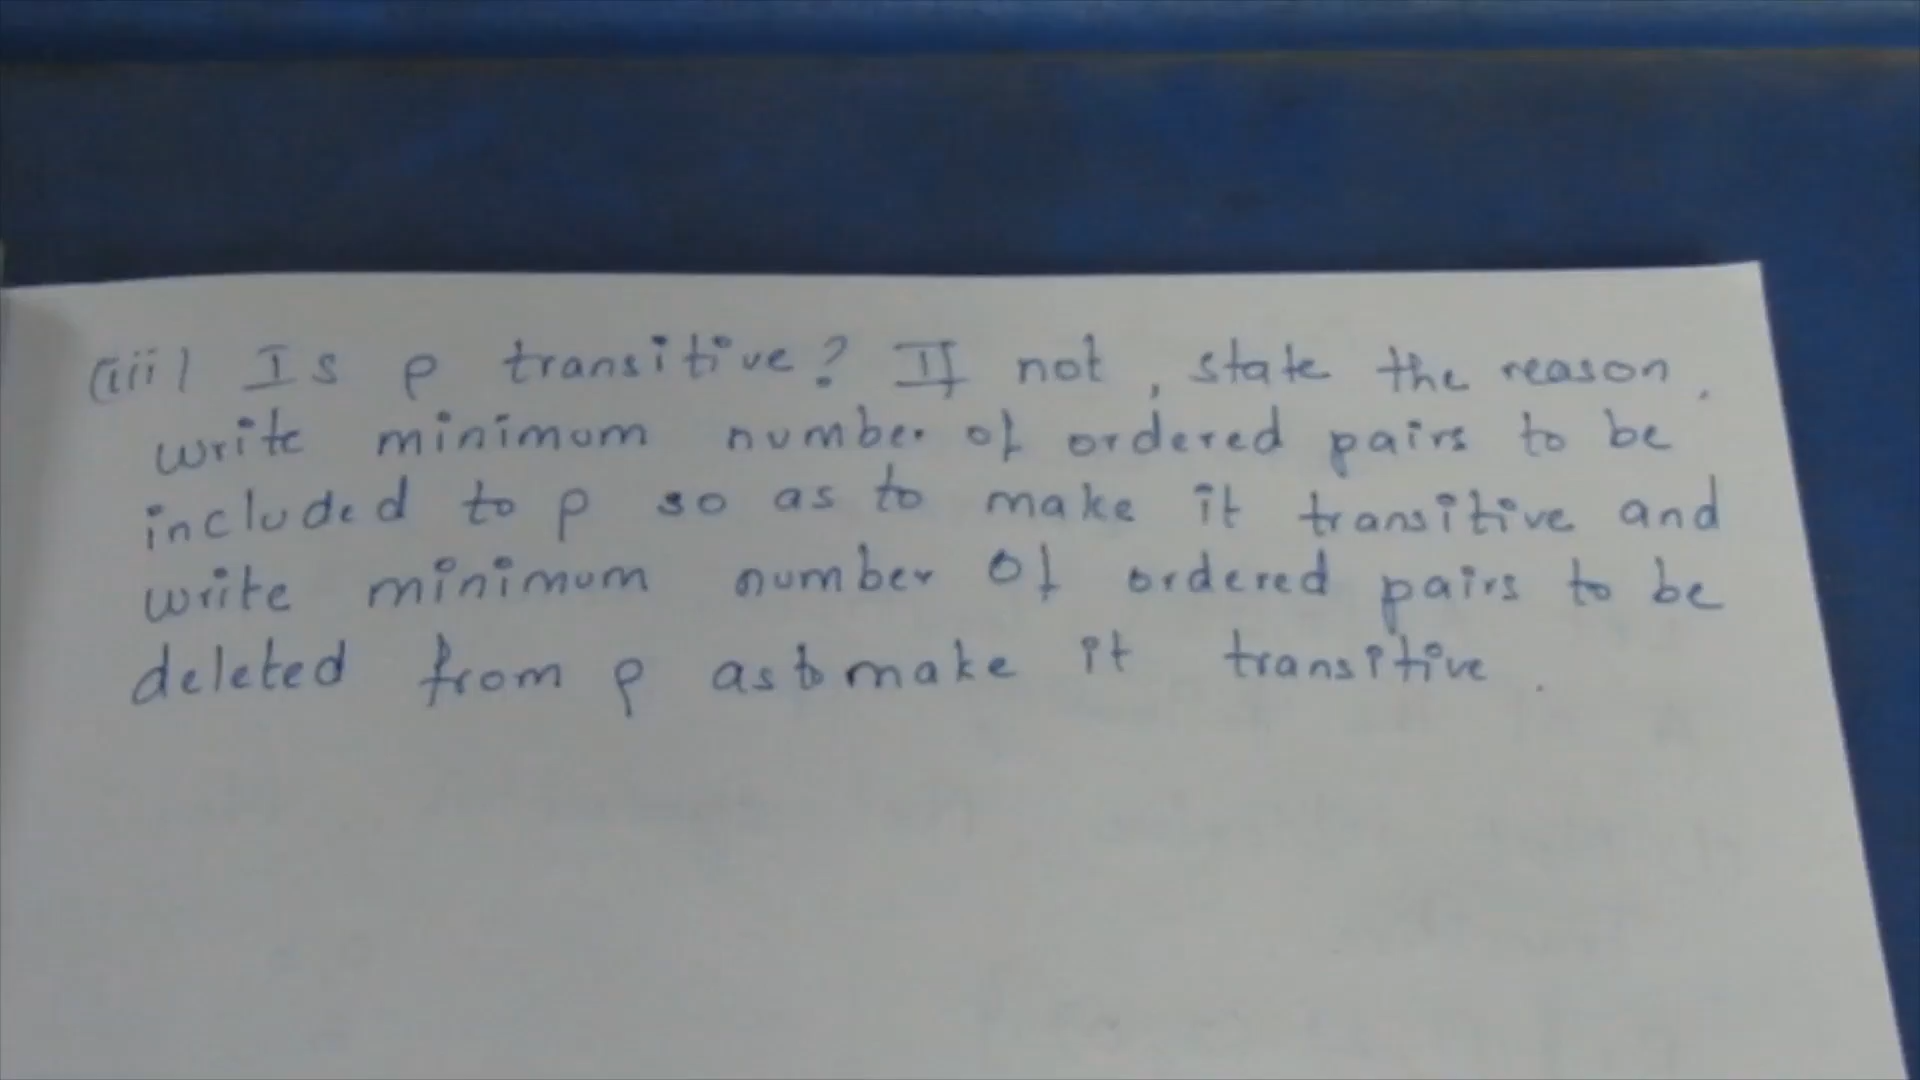 (iii) Is ρ transitive? If not, state the reason.
write minimum number of ordered pairs to be
included to ρ so as to make it transitive and
write minimum number of ordered pairs to be
deleted from ρ as to make it transitive.